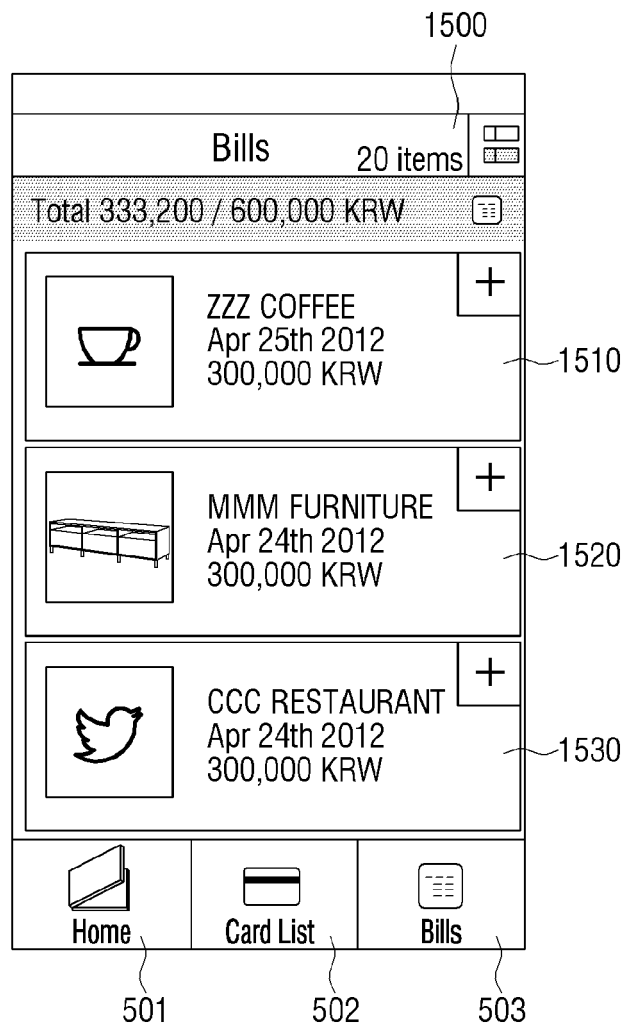 1500
Bills
20 items
Total 333,200 / 600,000 KRW
+
ZZZ COFFEE
Apr 25th 2012
300,000 KRW
1510
+
MMM FURNITURE
Apr 24th 2012
300,000 KRW
1520
+
CCC RESTAURANT
Apr 24th 2012
300,000 KRW
1530
Home
Card List
Bills
501
502
503